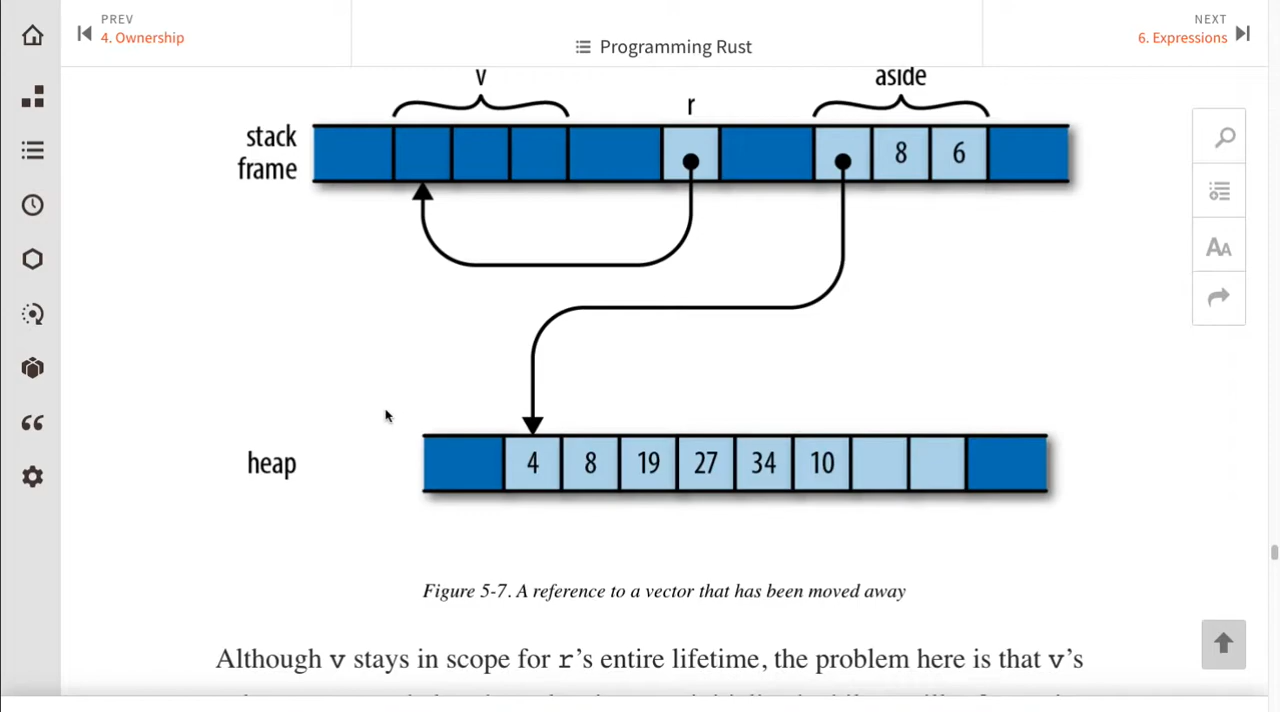 PREV
4. Ownership
Programming Rust
NEXT
6. Expressions
v
r
aside
stack
frame
8 6
heap
4 8 19 27 34 10
Figure 5-7. A reference to a vector that has been moved away
Although v stays in scope for r’s entire lifetime, the problem here is that v’s
AA